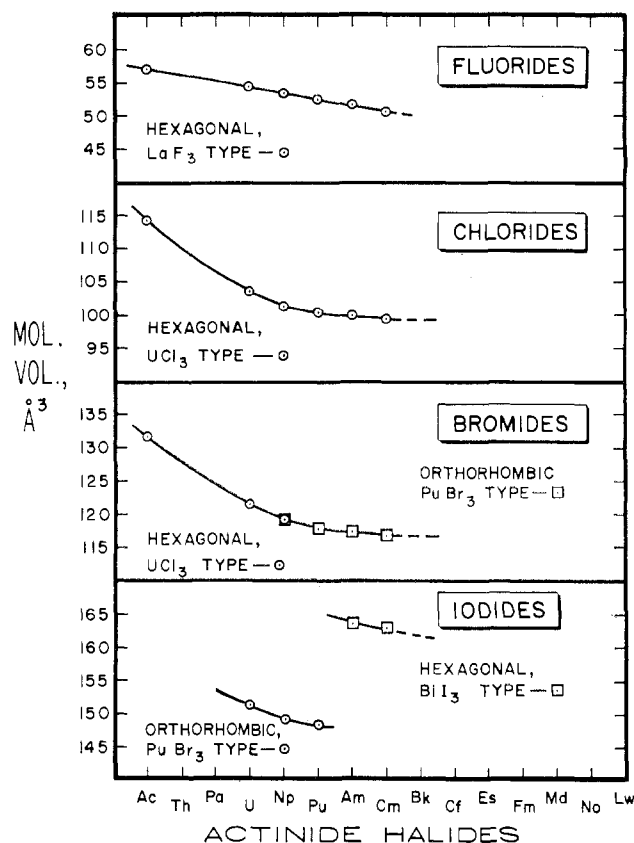 60
55
50
45
FLUORIDES
HEXAGONAL,
LaF₃ TYPE—⊙
115
110
105
100
95
CHLORIDES
HEXAGONAL,
UCl₃ TYPE—⊙
MOL.
VOL.,
Å³
135
130
125
120
115
BROMIDES
ORTHORHOMBIC
PuBr₃ TYPE—⊡
HEXAGONAL,
UCl₃ TYPE—⊙
165
160
155
150
145
IODIDES
HEXAGONAL,
BiI₃ TYPE—⊡
ORTHORHOMBIC,
PuBr₃ TYPE—⊙
Ac Th Pa U Np Pu Am Cm Bk Cf Es Fm Md No Lw
ACTINIDE HALIDES